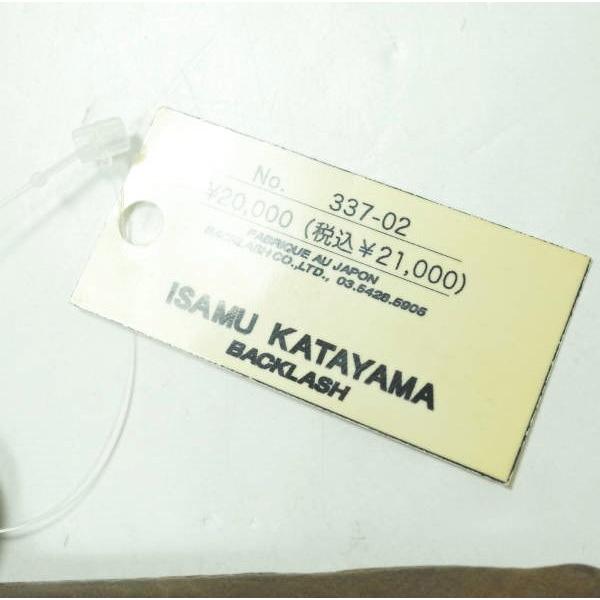 No. 337-02
¥20,000 (税込¥21,000)
FABRIQUE AU JAPON
BACKLASH CO.,LTD., 03.5428.5905
ISAMU KATAYAMA
BACKLASH